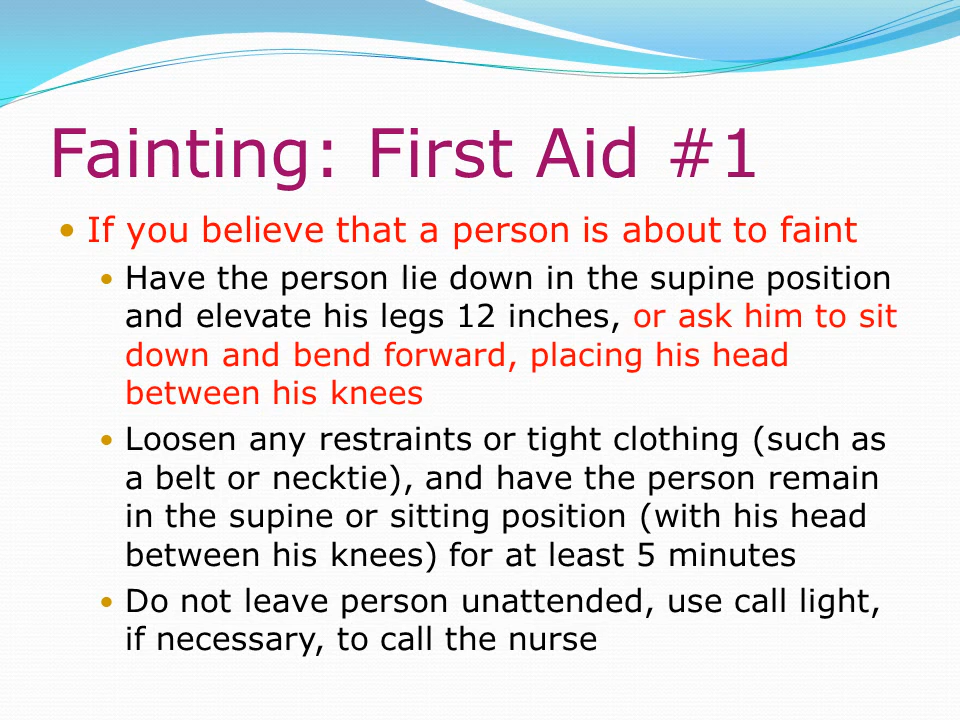 Fainting: First Aid #1
• If you believe that a person is about to faint
• Have the person lie down in the supine position
and elevate his legs 12 inches, or ask him to sit
down and bend forward, placing his head
between his knees
• Loosen any restraints or tight clothing (such as
a belt or necktie), and have the person remain
in the supine or sitting position (with his head
between his knees) for at least 5 minutes
• Do not leave person unattended, use call light,
if necessary, to call the nurse